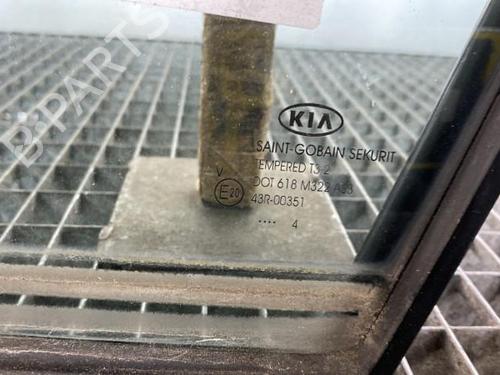 B-PARTS
KIA
SAINT-GOBAIN SEKURIT
TEMPERED T3 2
DOT 618 M322 AS3
V
E20
43R-00351
.... 4